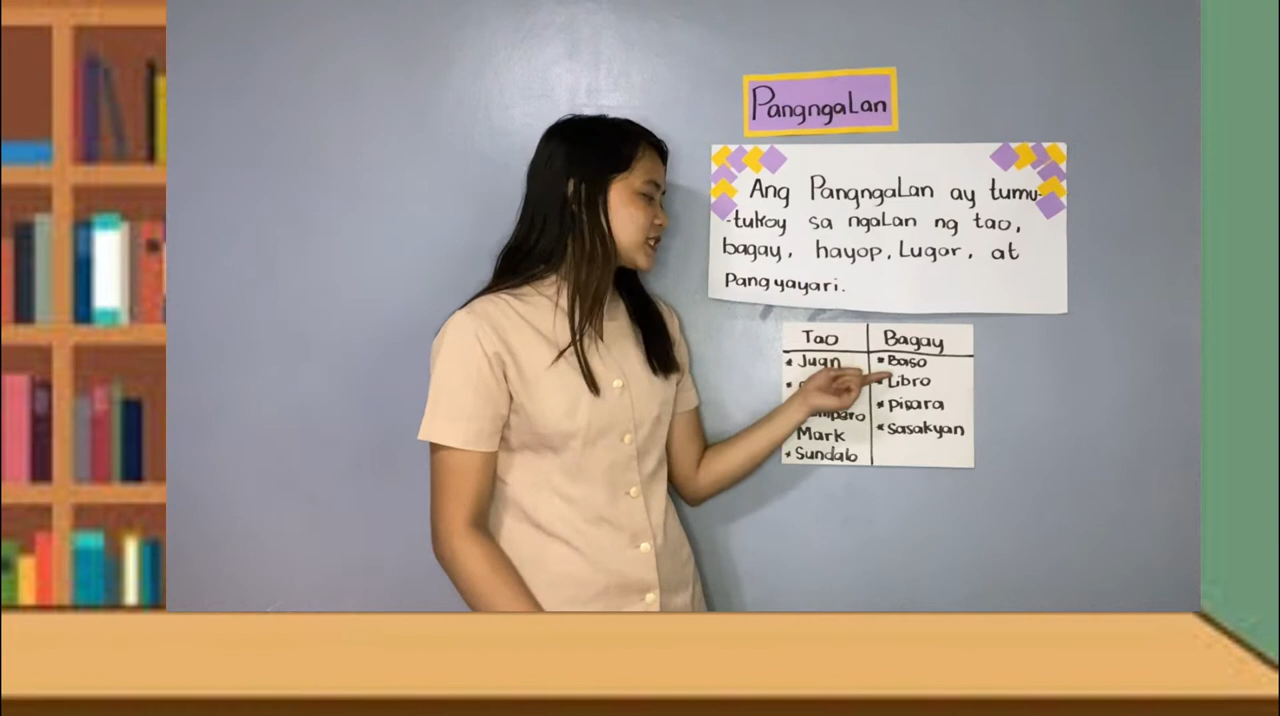 Pangngalan
Ang Pangngalan ay tumu-
-tukoy sa ngalan ng tao,
bagay, hayop, Lugar, at
Pangyayari.
Tao
* Juan
*
Mark
* Sundalo
Bagay
* Baso
* Libro
* Pisara
* Sasakyan